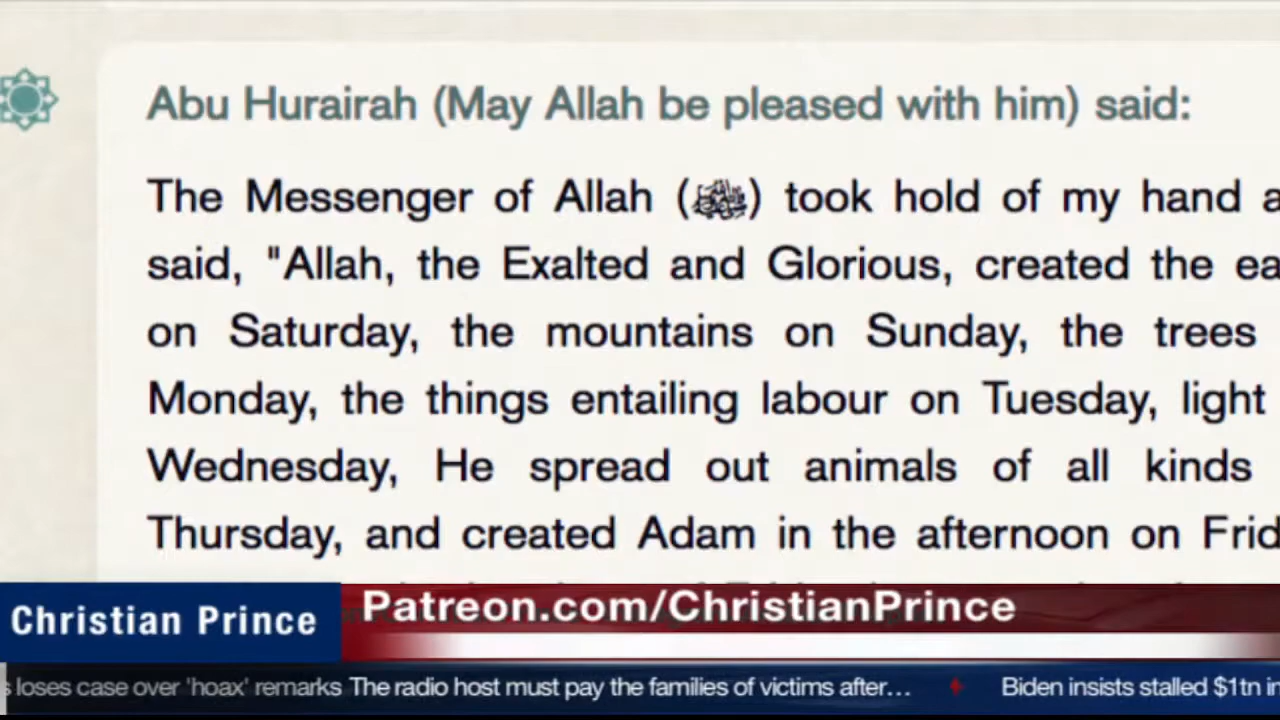 Abu Hurairah (May Allah be pleased with him) said:
The Messenger of Allah (ﷺ) took hold of my hand a
said, "Allah, the Exalted and Glorious, created the ea
on Saturday, the mountains on Sunday, the trees
Monday, the things entailing labour on Tuesday, light
Wednesday, He spread out animals of all kinds
Thursday, and created Adam in the afternoon on Frid
Christian Prince
Patreon.com/ChristianPrince
s loses case over 'hoax' remarks The radio host must pay the families of victims after… Biden insists stalled $1tn in